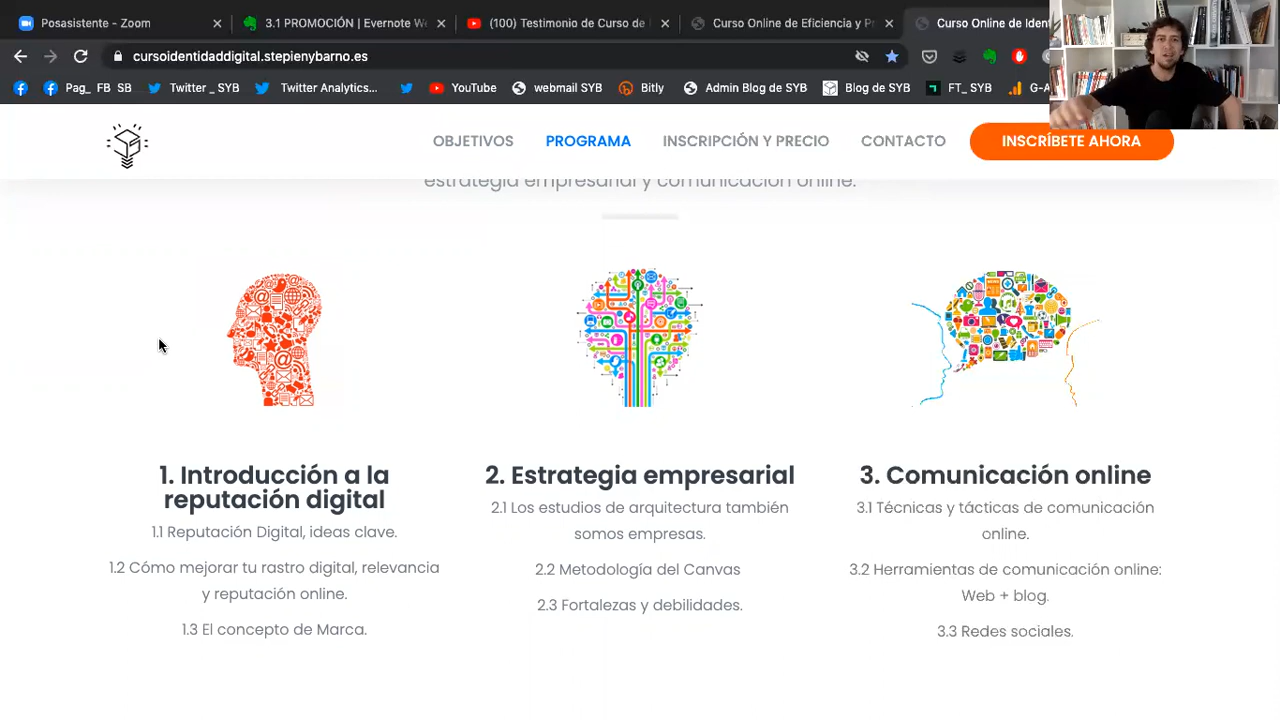 Posasistente - Zoom
3.1 PROMOCIÓN | Evernote We
(100) Testimonio de Curso de
Curso Online de Eficiencia y Pr
Curso Online de Ident
cursoidentidaddigital.stepienybarno.es
Pag_ FB SB
Twitter _ SYB
Twitter Analytics...
YouTube
webmail SYB
Bitly
Admin Blog de SYB
Blog de SYB
FT_ SYB
G-A
OBJETIVOS
PROGRAMA
INSCRIPCIÓN Y PRECIO
CONTACTO
INSCRÍBETE AHORA
estrategia empresarial y comunicación online.
1. Introducción a la
reputación digital
1.1 Reputación Digital, ideas clave.
1.2 Cómo mejorar tu rastro digital, relevancia
y reputación online.
1.3 El concepto de Marca.
2. Estrategia empresarial
2.1 Los estudios de arquitectura también
somos empresas.
2.2 Metodología del Canvas
2.3 Fortalezas y debilidades.
3. Comunicación online
3.1 Técnicas y tácticas de comunicación
online.
3.2 Herramientas de comunicación online:
Web + blog.
3.3 Redes sociales.